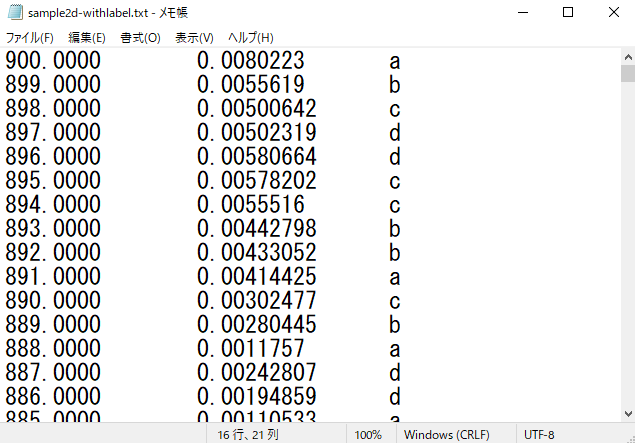 sample2d-withlabel.txt - メモ帳
ファイル(F) 編集(E) 書式(O) 表示(V) ヘルプ(H)
900.0000 0.0080223 a
899.0000 0.0055619 b
898.0000 0.00500642 c
897.0000 0.00502319 d
896.0000 0.00580664 d
895.0000 0.00578202 c
894.0000 0.0055516 c
893.0000 0.00442798 b
892.0000 0.00433052 b
891.0000 0.00414425 a
890.0000 0.00302477 c
889.0000 0.00280445 b
888.0000 0.0011757 a
887.0000 0.00242807 d
886.0000 0.00194859 d
885.0000 0.00110533 a
16 行、21 列 100% Windows (CRLF) UTF-8